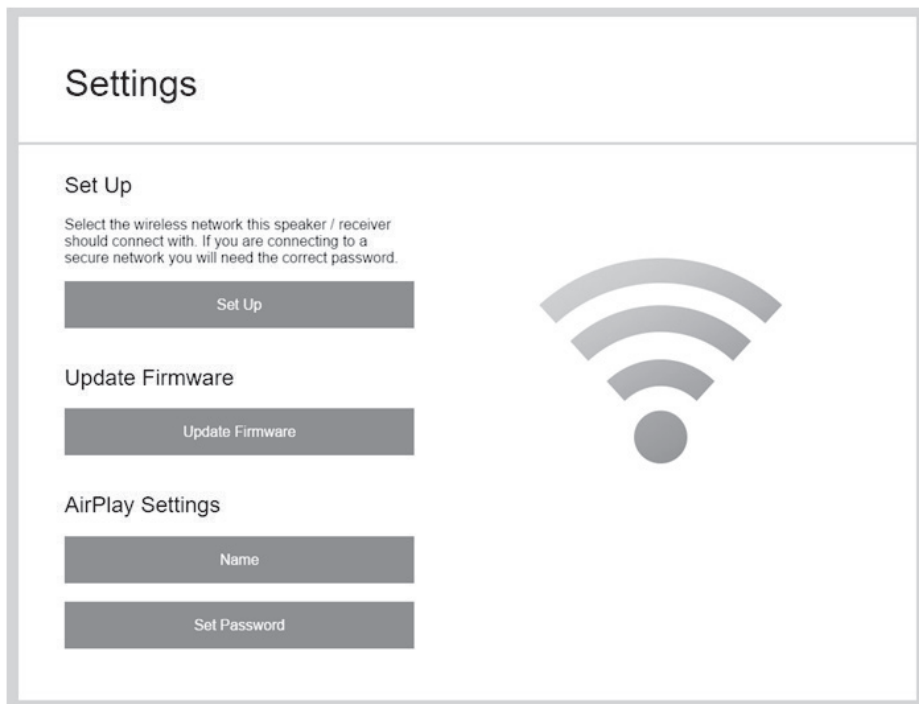 Settings
Set Up
Select the wireless network this speaker / receiver
should connect with. If you are connecting to a
secure network you will need the correct password.
Set Up
Update Firmware
Update Firmware
AirPlay Settings
Name
Set Password